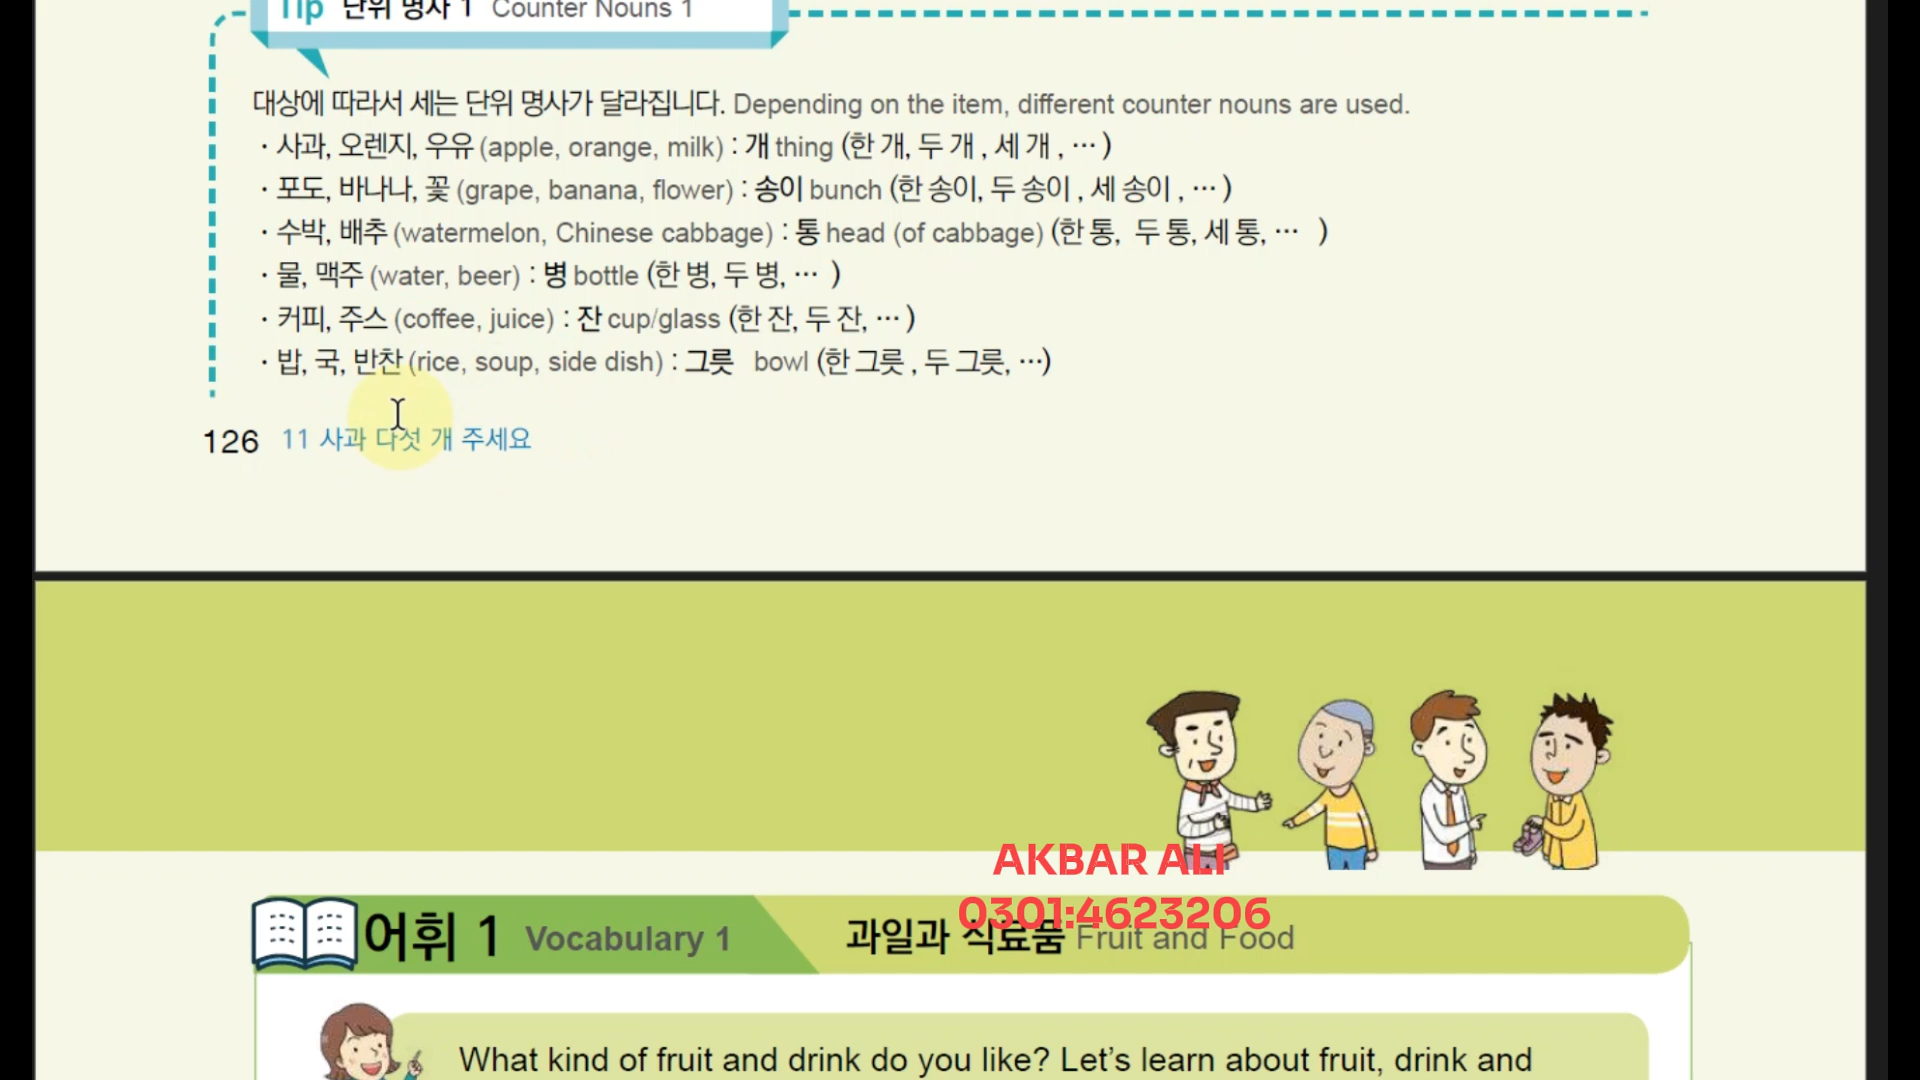 Tip 단위 명사 1 Counter Nouns 1
대상에 따라서 세는 단위 명사가 달라집니다. Depending on the item, different counter nouns are used.
· 사과, 오렌지, 우유 (apple, orange, milk) : 개 thing (한 개, 두 개 , 세 개 , ··· )
· 포도, 바나나, 꽃 (grape, banana, flower) : 송이 bunch (한 송이, 두 송이 , 세 송이 , ··· )
· 수박, 배추 (watermelon, Chinese cabbage) : 통 head (of cabbage) (한 통, 두 통, 세 통, ··· )
· 물, 맥주 (water, beer) : 병 bottle (한 병, 두 병, ··· )
· 커피, 주스 (coffee, juice) : 잔 cup/glass (한 잔, 두 잔, ··· )
· 밥, 국, 반찬 (rice, soup, side dish) : 그릇 bowl (한 그릇 , 두 그릇, ···)
126 11 사과 다섯 개 주세요
AKBAR ALI
0301:4623206
어휘 1 Vocabulary 1 과일과 식료품 Fruit and Food
What kind of fruit and drink do you like? Let's learn about fruit, drink and